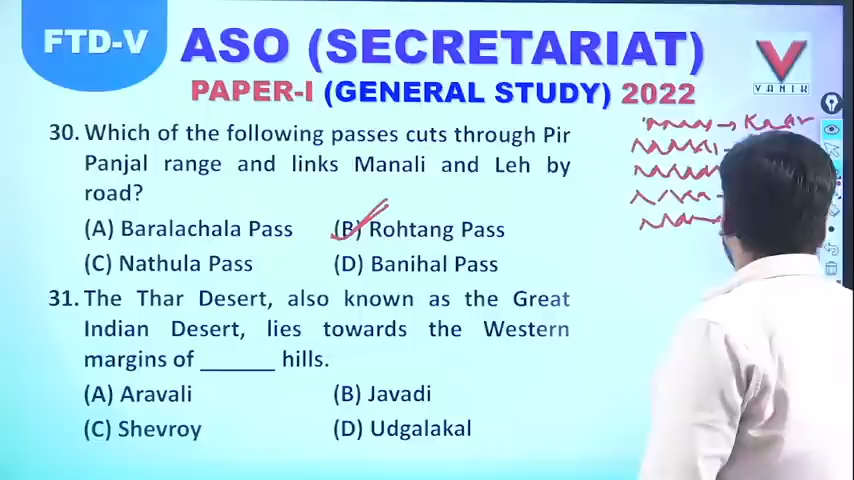 FTD-V
ASO (SECRETARIAT)
PAPER-I (GENERAL STUDY) 2022
VANIK
30. Which of the following passes cuts through Pir
Panjal range and links Manali and Leh by
road?
(A) Baralachala Pass (B) Rohtang Pass
(C) Nathula Pass (D) Banihal Pass
31. The Thar Desert, also known as the Great
Indian Desert, lies towards the Western
margins of ______ hills.
(A) Aravali (B) Javadi
(C) Shevroy (D) Udgalakal